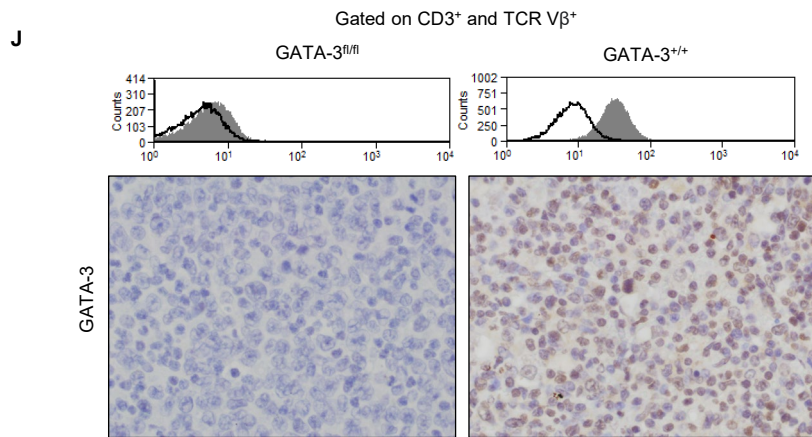 J
Gated on CD3⁺ and TCR Vβ⁺
GATA-3fl/fl
GATA-3+/+
Counts
414
310
207
103
0
10⁰
10¹
10²
10³
10⁴
Counts
1002
751
501
250
0
10⁰
10¹
10²
10³
10⁴
GATA-3